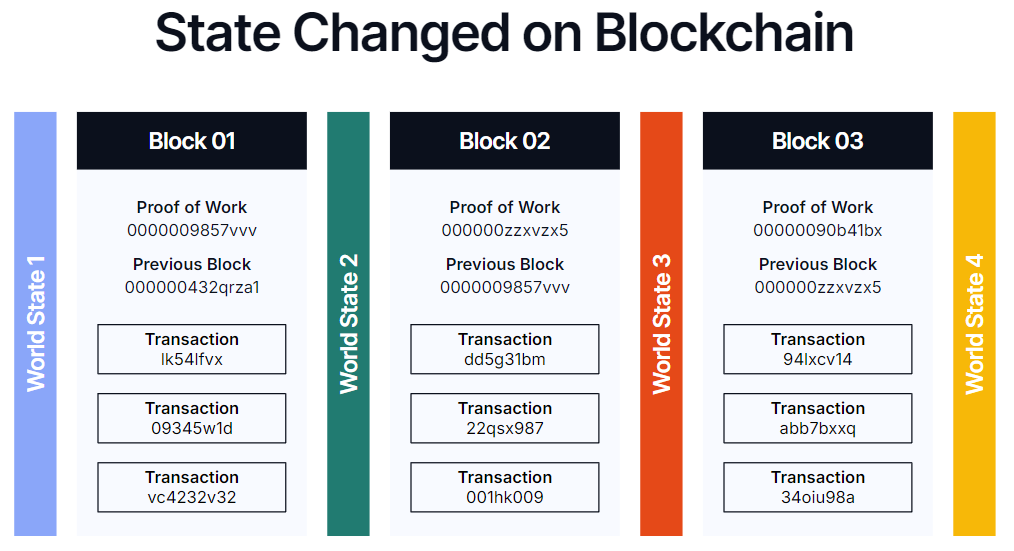 State Changed on Blockchain
World State 1
Block 01
Proof of Work
0000009857vvv
Previous Block
000000432qrza1
Transaction
lk54lfvx
Transaction
09345w1d
Transaction
vc4232v32
World State 2
Block 02
Proof of Work
000000zzxvzx5
Previous Block
0000009857vvv
Transaction
dd5g31bm
Transaction
22qsx987
Transaction
001hk009
World State 3
Block 03
Proof of Work
00000090b41bx
Previous Block
000000zzxvzx5
Transaction
94lxcv14
Transaction
abb7bxxq
Transaction
34oiu98a
World State 4